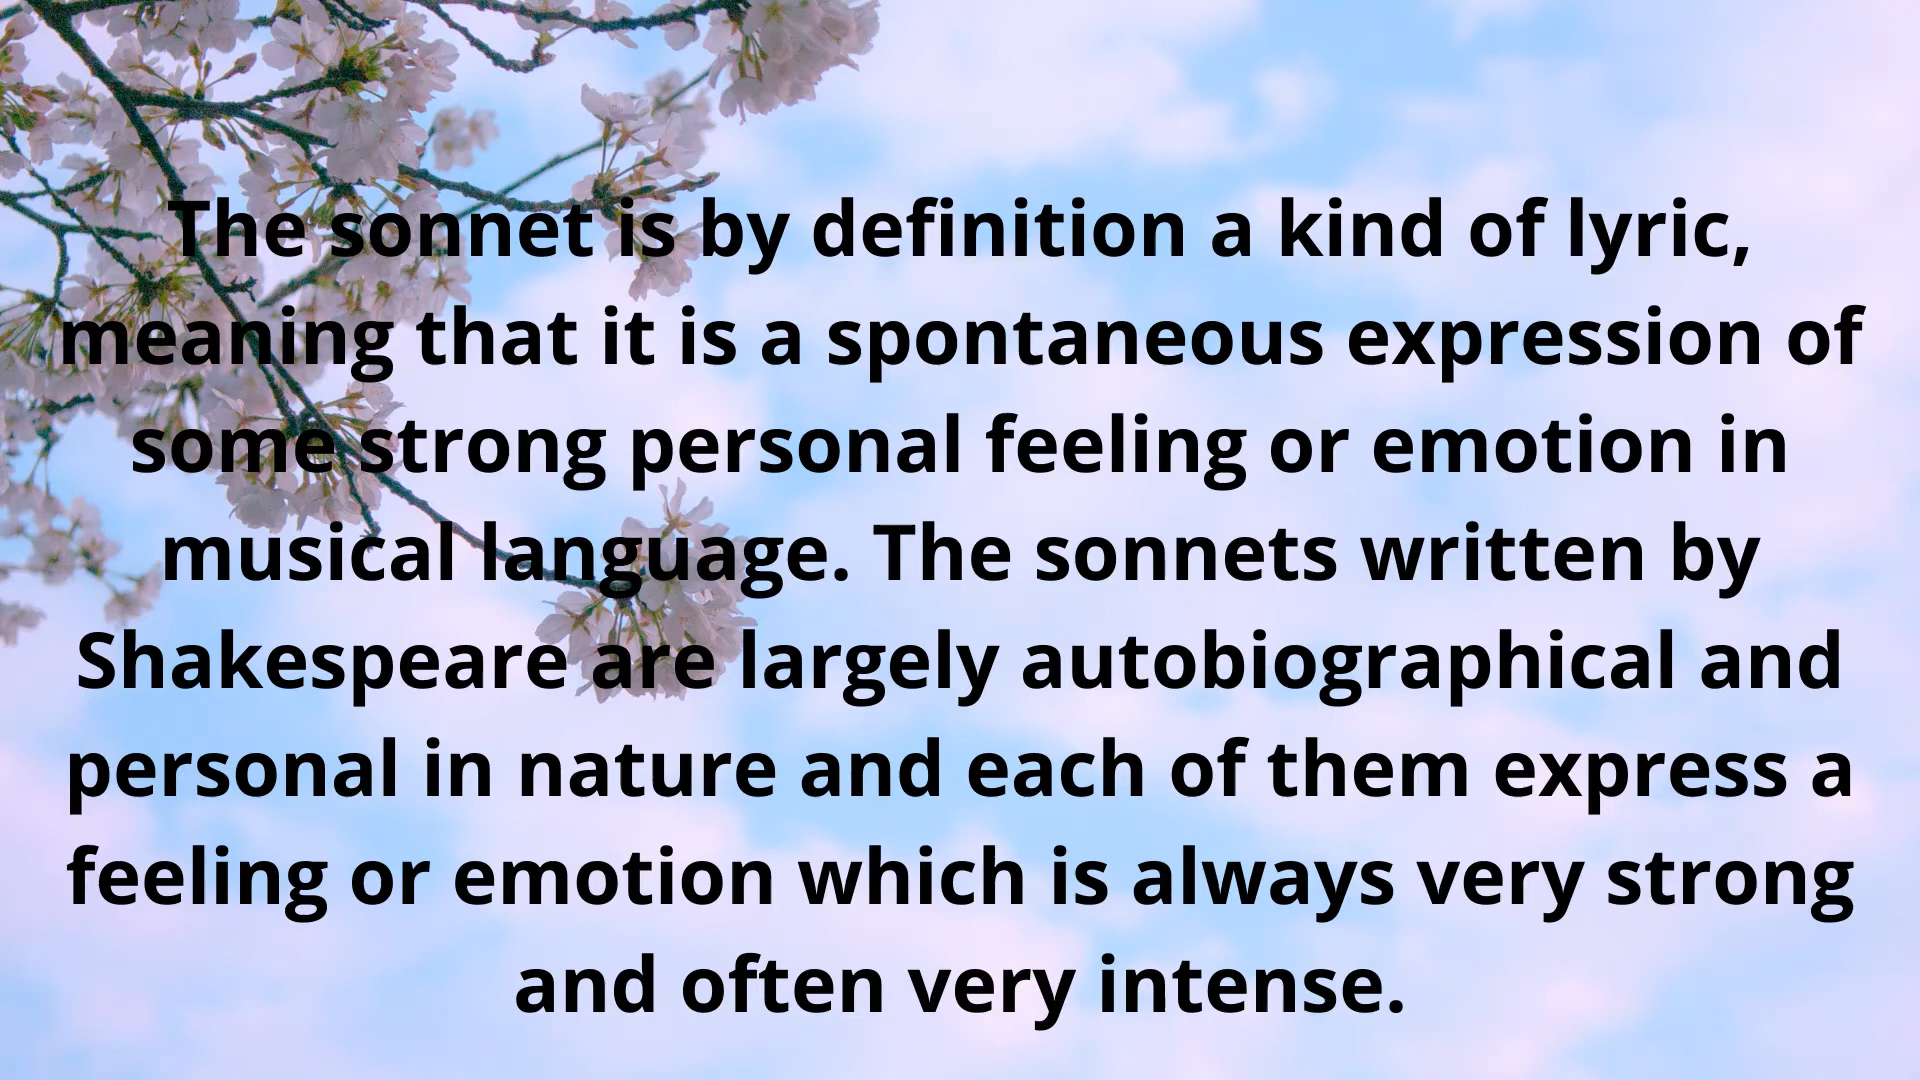 The sonnet is by definition a kind of lyric,
meaning that it is a spontaneous expression of
some strong personal feeling or emotion in
musical language. The sonnets written by
Shakespeare are largely autobiographical and
personal in nature and each of them express a
feeling or emotion which is always very strong
and often very intense.